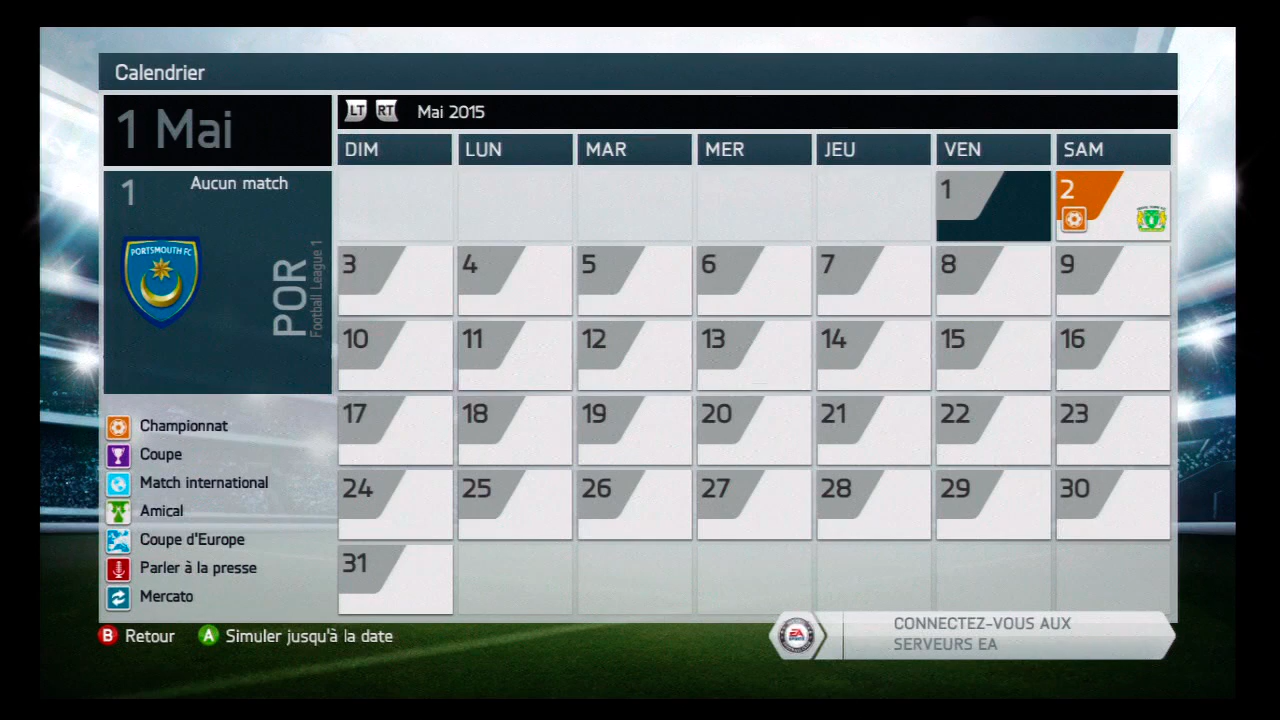 Calendrier
1 Mai
LT RT Mai 2015
DIM LUN MAR MER JEU VEN SAM
1 Aucun match
PORTSMOUTH FC
POR
Football League 1
1 2
3 4 5 6 7 8 9
10 11 12 13 14 15 16
17 18 19 20 21 22 23
24 25 26 27 28 29 30
31
Championnat
Coupe
Match international
Amical
Coupe d'Europe
Parler à la presse
Mercato
B Retour A Simuler jusqu'à la date
EA SPORTS
CONNECTEZ-VOUS AUX
SERVEURS EA